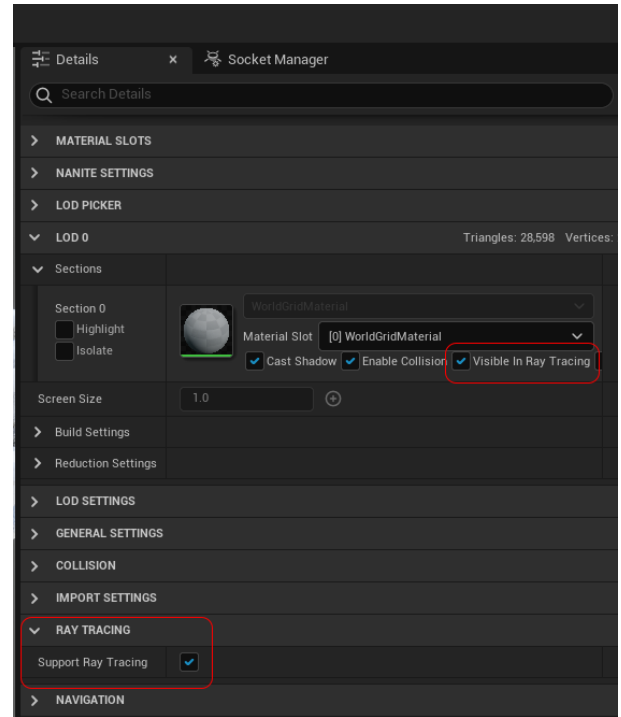 Details × Socket Manager
Search Details
MATERIAL SLOTS
NANITE SETTINGS
LOD PICKER
LOD 0 Triangles: 28,598 Vertices:
Sections
WorldGridMaterial
Section 0
Highlight
Material Slot [0] WorldGridMaterial
Isolate
Cast Shadow Enable Collision Visible In Ray Tracing
Screen Size 1.0
Build Settings
Reduction Settings
LOD SETTINGS
GENERAL SETTINGS
COLLISION
IMPORT SETTINGS
RAY TRACING
Support Ray Tracing
NAVIGATION